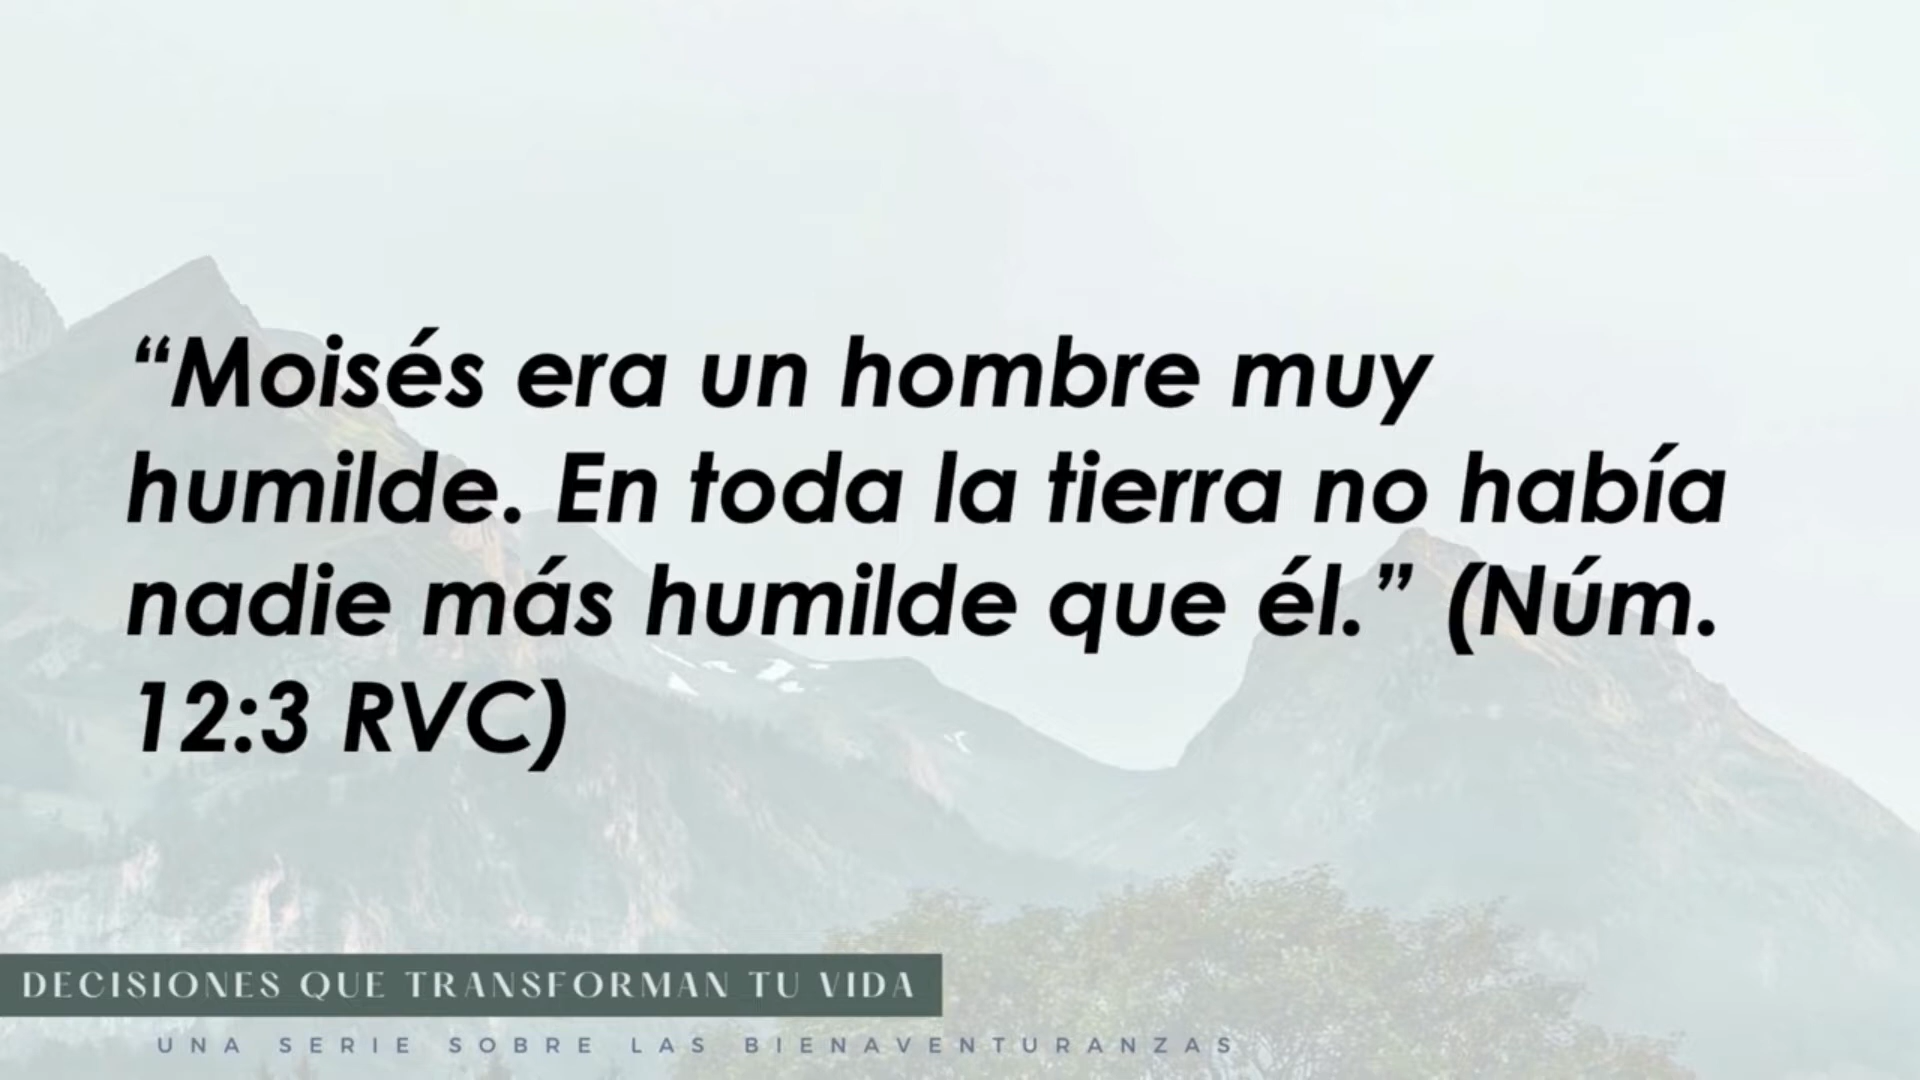 “Moisés era un hombre muy
humilde. En toda la tierra no había
nadie más humilde que él.” (Núm.
12:3 RVC)
DECISIONES QUE TRANSFORMAN TU VIDA
UNA SERIE SOBRE LAS BIENAVENTURANZAS